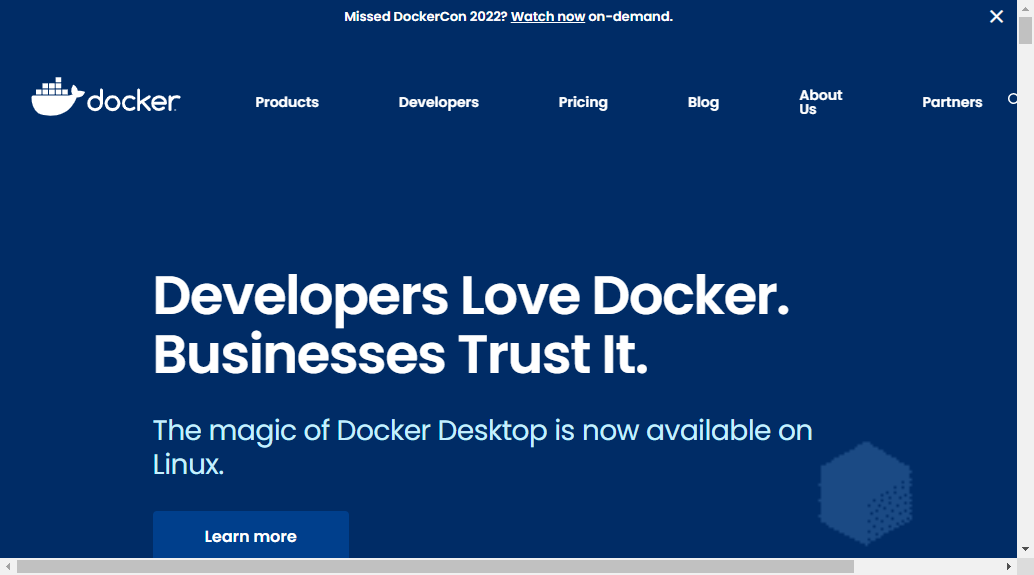 Missed DockerCon 2022? Watch now on-demand.
docker
Products
Developers
Pricing
Blog
About
Us
Partners
Developers Love Docker.
Businesses Trust It.
The magic of Docker Desktop is now available on
Linux.
Learn more